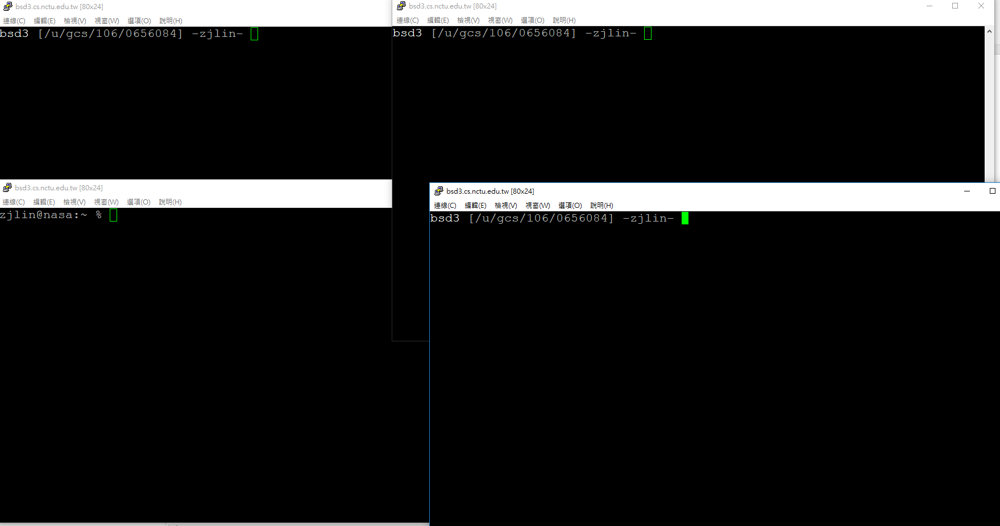 bsd3.cs.nctu.edu.tw [80x24]
連線(C) 編輯(E) 檢視(V) 視窗(W) 選項(O) 說明(H)
bsd3 [/u/gcs/106/0656084] -zjlin-
bsd3.cs.nctu.edu.tw [80x24]
連線(C) 編輯(E) 檢視(V) 視窗(W) 選項(O) 說明(H)
bsd3 [/u/gcs/106/0656084] -zjlin-
bsd3.cs.nctu.edu.tw [80x24]
連線(C) 編輯(E) 檢視(V) 視窗(W) 選項(O) 說明(H)
zjlin@nasa:~ %
bsd3.cs.nctu.edu.tw [80x24]
連線(C) 編輯(E) 檢視(V) 視窗(W) 選項(O) 說明(H)
bsd3 [/u/gcs/106/0656084] -zjlin-